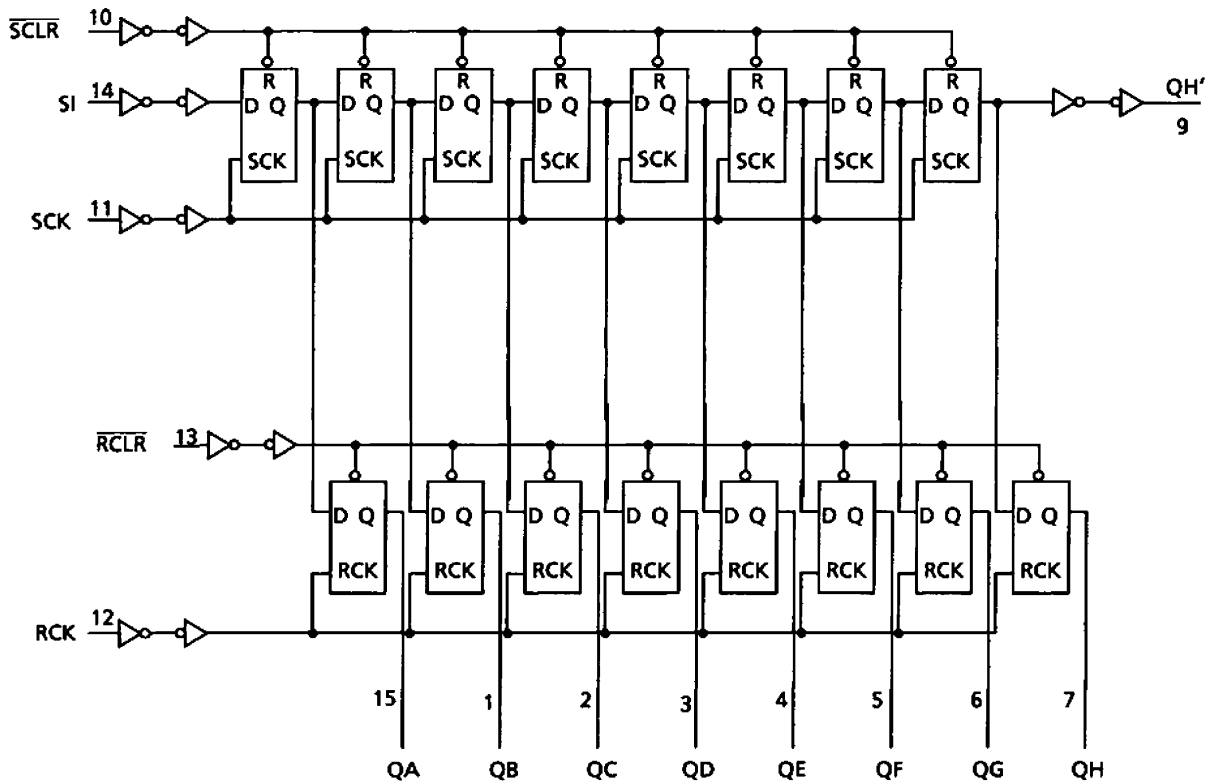 SCLR 10
R R R R R R R R
SI 14 D Q D Q D Q D Q D Q D Q D Q D Q QH' 9
SCK SCK SCK SCK SCK SCK SCK SCK
SCK 11
RCLR 13
D Q D Q D Q D Q D Q D Q D Q D Q
RCK RCK RCK RCK RCK RCK RCK RCK
RCK 12
15 1 2 3 4 5 6 7
QA QB QC QD QE QF QG QH